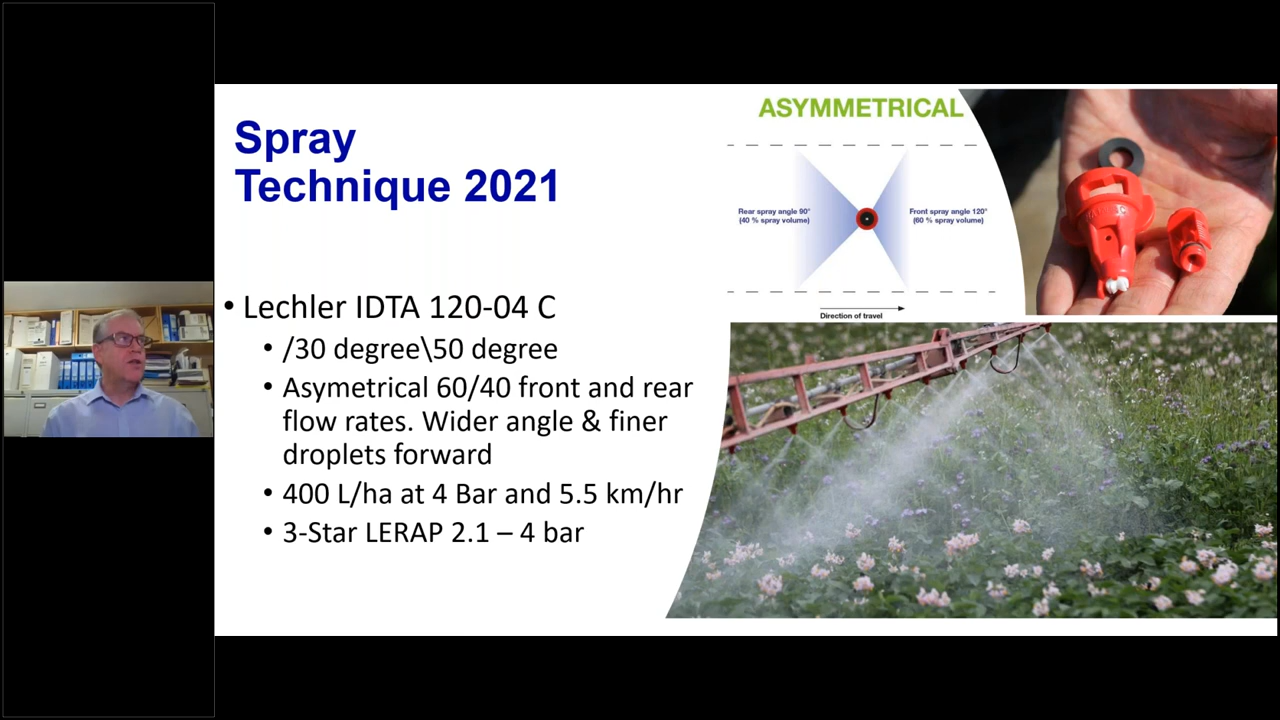 Spray
Technique 2021
• Lechler IDTA 120-04 C
• /30 degree\50 degree
• Asymetrical 60/40 front and rear
flow rates. Wider angle & finer
droplets forward
• 400 L/ha at 4 Bar and 5.5 km/hr
• 3-Star LERAP 2.1 – 4 bar
ASYMMETRICAL
Rear spray angle 90°
(40 % spray volume)
Front spray angle 120°
(60 % spray volume)
Direction of travel